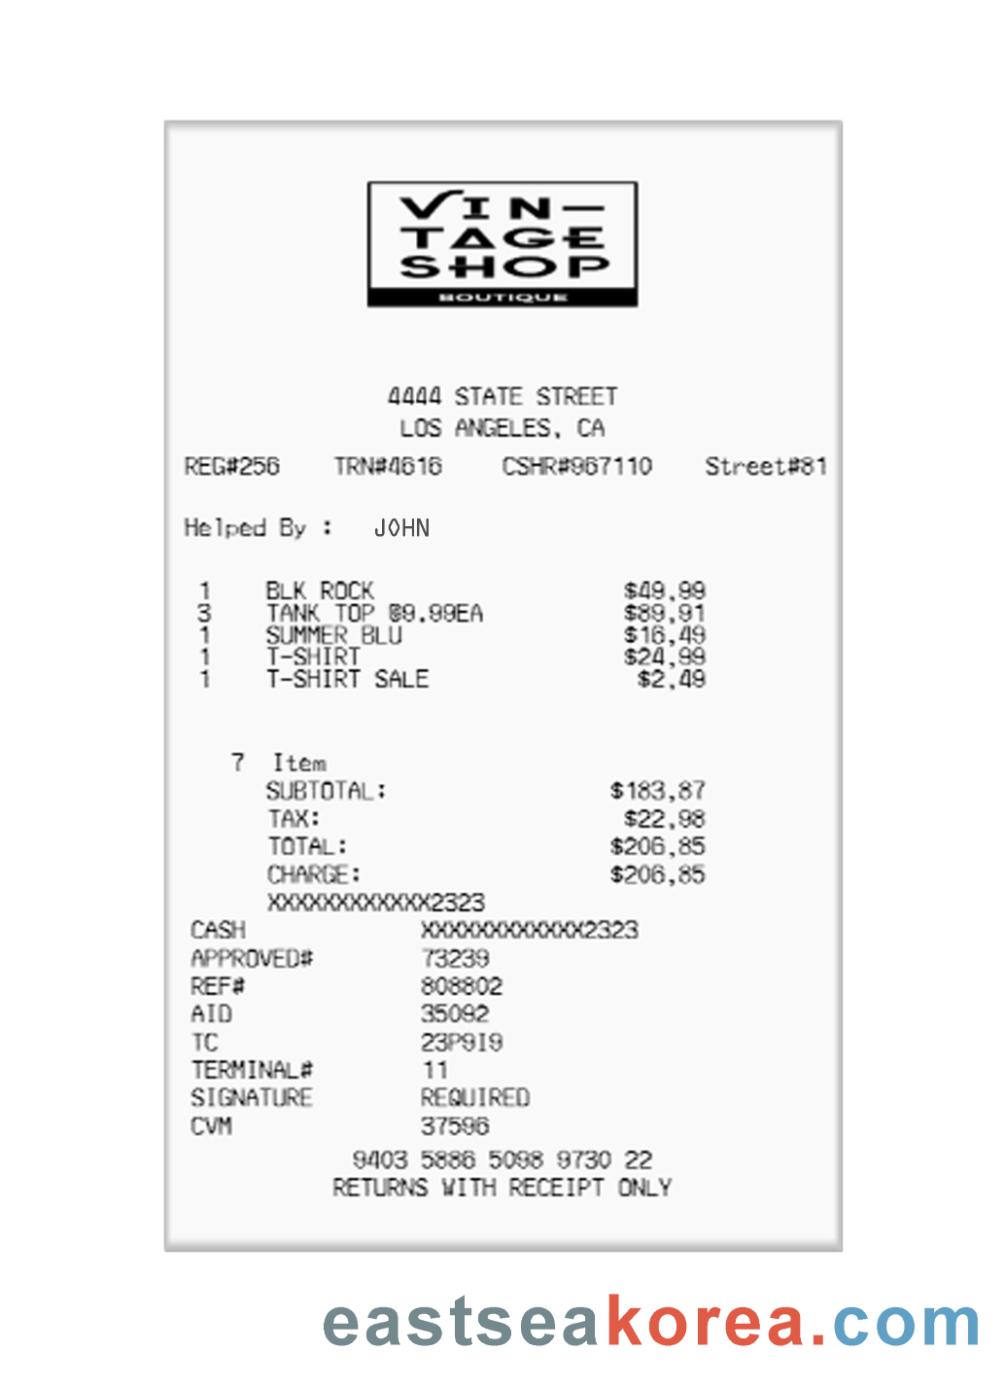 VIN-
TAGE
SHOP
BOUTIQUE
4444 STATE STREET
LOS ANGELES, CA
REG#256 TRN#4616 CSHR#967110 Street#81
Helped By : JOHN
1 BLK ROCK $49,99
3 TANK TOP @9.99EA $89,91
1 SUMMER BLU $16,49
1 T-SHIRT $24,99
1 T-SHIRT SALE $2,49
7 Item
SUBTOTAL: $183,87
TAX: $22,98
TOTAL: $206,85
CHARGE: $206,85
XXXXXXXXXXXX2323
CASH XXXXXXXXXXXX2323
APPROVED# 73239
REF# 808802
AID 35092
TC 23P9I9
TERMINAL# 11
SIGNATURE REQUIRED
CVM 37596
9403 5886 5098 9730 22
RETURNS WITH RECEIPT ONLY
eastseakorea.com